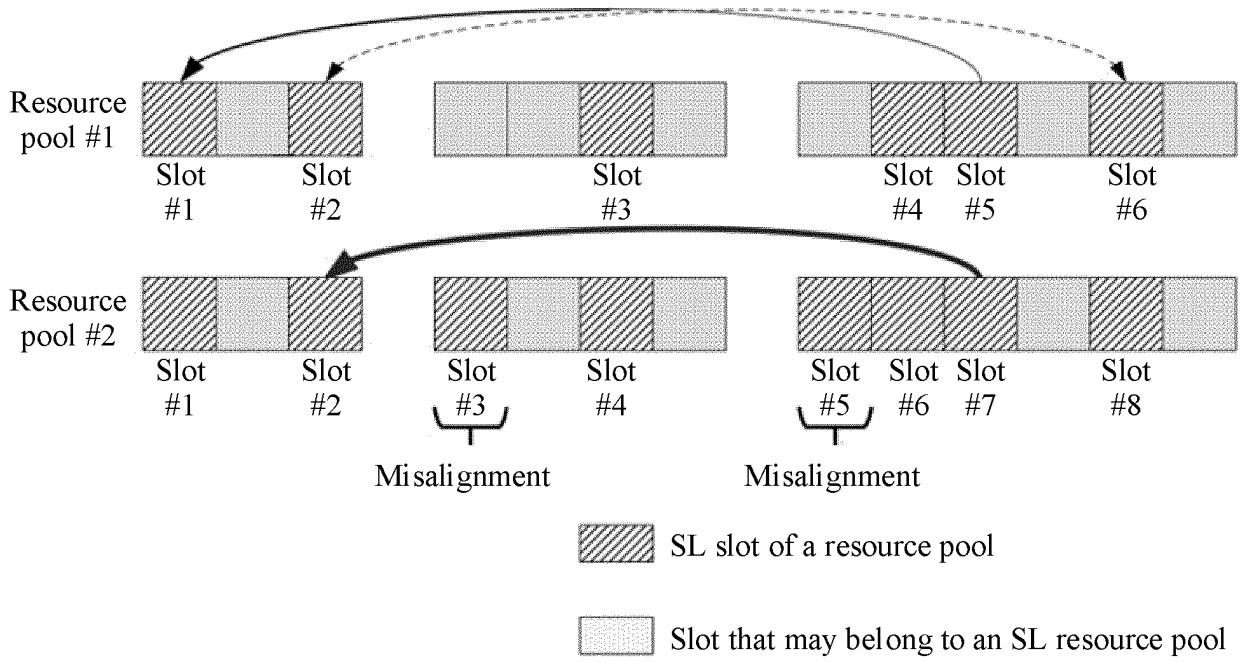 Resource
pool #1
Slot Slot Slot Slot Slot Slot
#1 #2 #3 #4 #5 #6
Resource
pool #2
Slot Slot Slot Slot Slot Slot Slot Slot
#1 #2 #3 #4 #5 #6 #7 #8
Misalignment Misalignment
SL slot of a resource pool
Slot that may belong to an SL resource pool